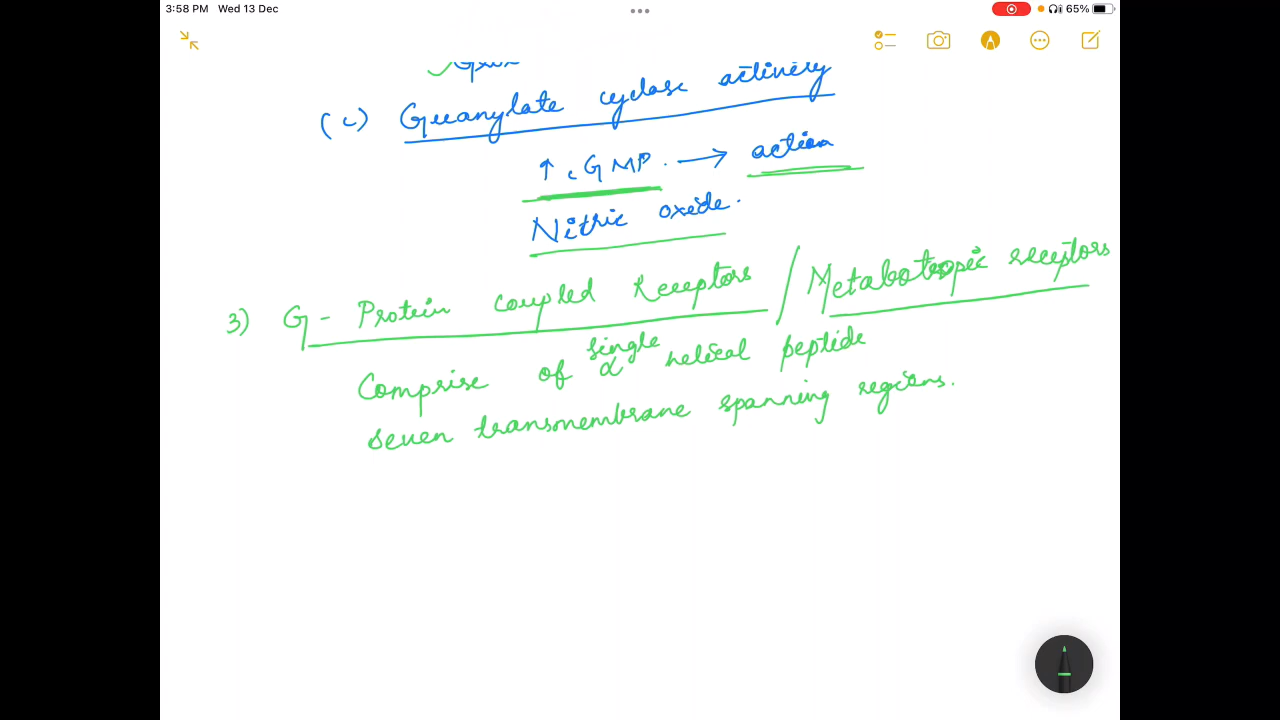 3:58 PM Wed 13 Dec
65%
(c) Guanylate cyclase activery
↑ cGMP. → action
Nitric oxide.
3) G- Protein coupled Receptors / Metabotropic receptors
Comprise of single α helical peptide
seven transmembrane spanning regions.